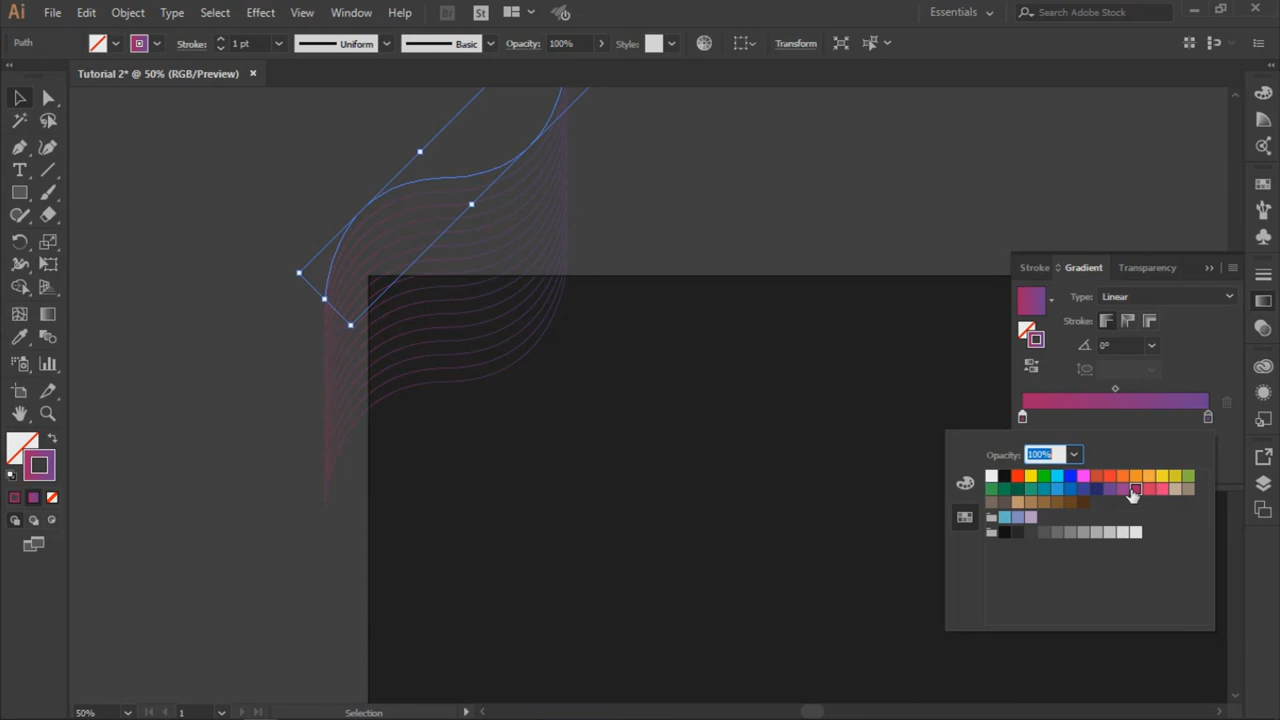 Ai File Edit Object Type Select Effect View Window Help Br St Essentials Search Adobe Stock
Path Stroke: 1 pt Uniform Basic Opacity: 100% Style: Transform
Tutorial 2* @ 50% (RGB/Preview)
Stroke Gradient Transparency
Type: Linear
Stroke:
0°
Opacity: 100%
50% 1 Selection